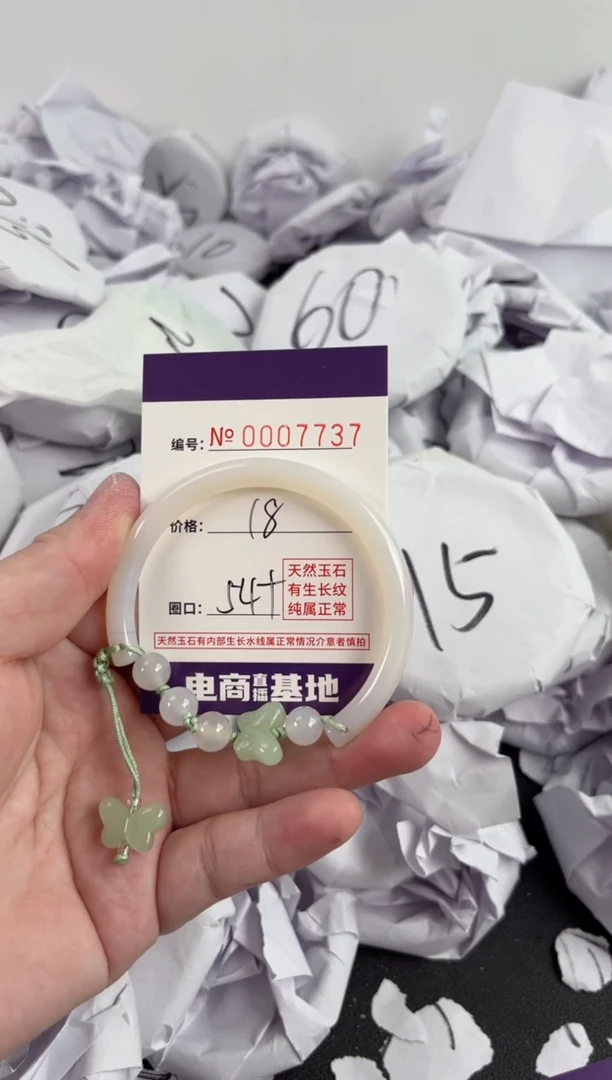 60
编号: № 0007737
价格: 18
天然玉石
有生长纹
纯属正常
圈口: 54+
15
天然玉石有内部生长水线属正常情况介意者慎拍
电商直播基地